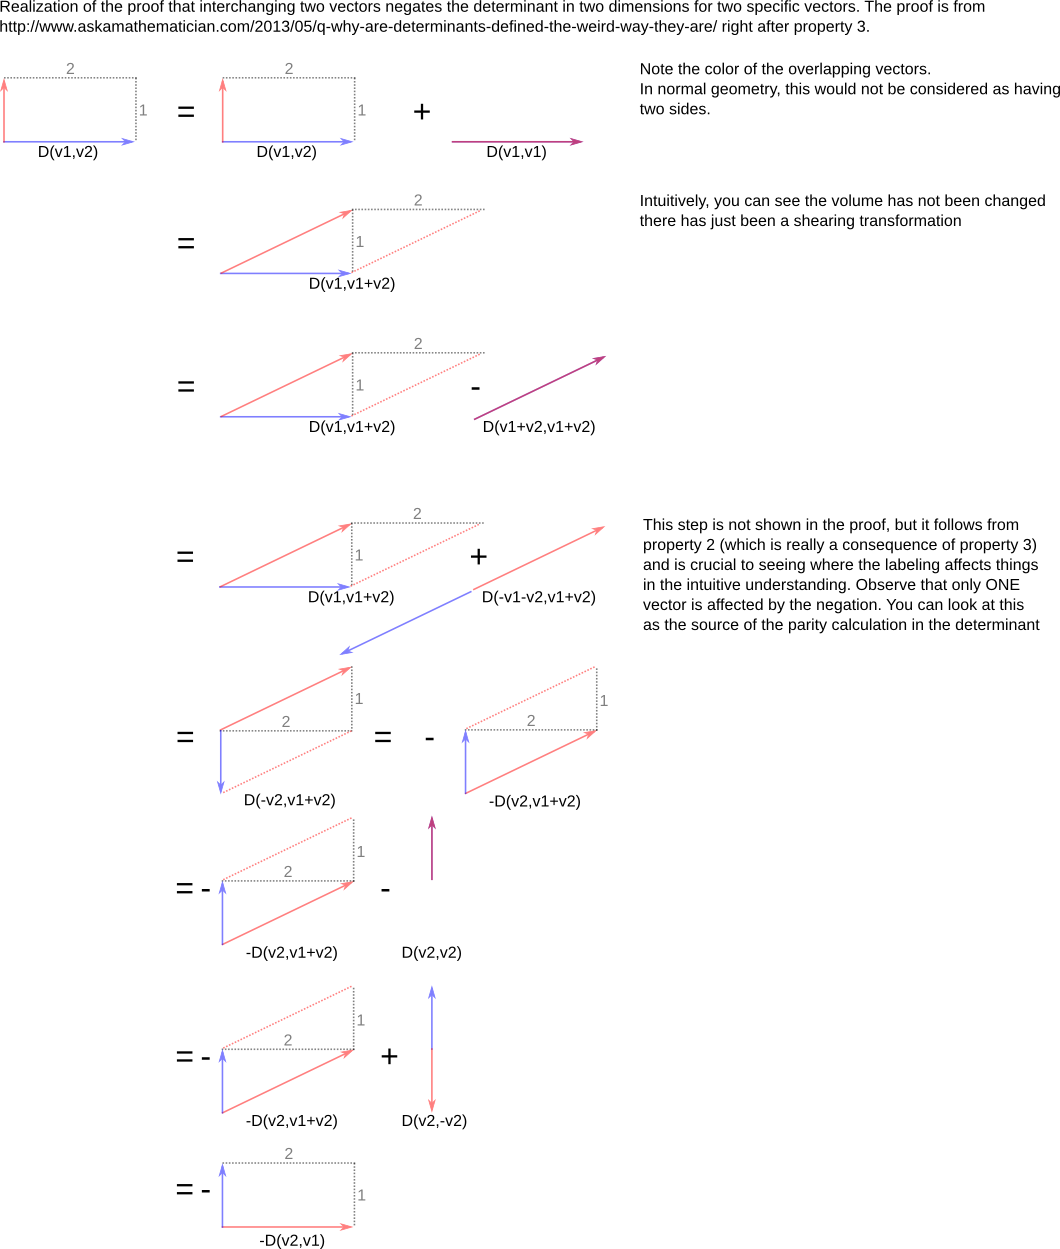 Realization of the proof that interchanging two vectors negates the determinant in two dimensions for two specific vectors. The proof is from
http://www.askamathematician.com/2013/05/q-why-are-determinants-defined-the-weird-way-they-are/ right after property 3.
2
1
D(v1,v2)
=
2
1
D(v1,v2)
+
D(v1,v1)
Note the color of the overlapping vectors.
In normal geometry, this would not be considered as having
two sides.
=
2
1
D(v1,v1+v2)
Intuitively, you can see the volume has not been changed
there has just been a shearing transformation
=
2
1
D(v1,v1+v2)
-
D(v1+v2,v1+v2)
=
2
1
D(v1,v1+v2)
+
D(-v1-v2,v1+v2)
This step is not shown in the proof, but it follows from
property 2 (which is really a consequence of property 3)
and is crucial to seeing where the labeling affects things
in the intuitive understanding. Observe that only ONE
vector is affected by the negation. You can look at this
as the source of the parity calculation in the determinant
=
1
2
D(-v2,v1+v2)
= -
1
2
-D(v2,v1+v2)
= -
1
2
-D(v2,v1+v2)
-
D(v2,v2)
= -
1
2
-D(v2,v1+v2)
+
D(v2,-v2)
= -
2
1
-D(v2,v1)